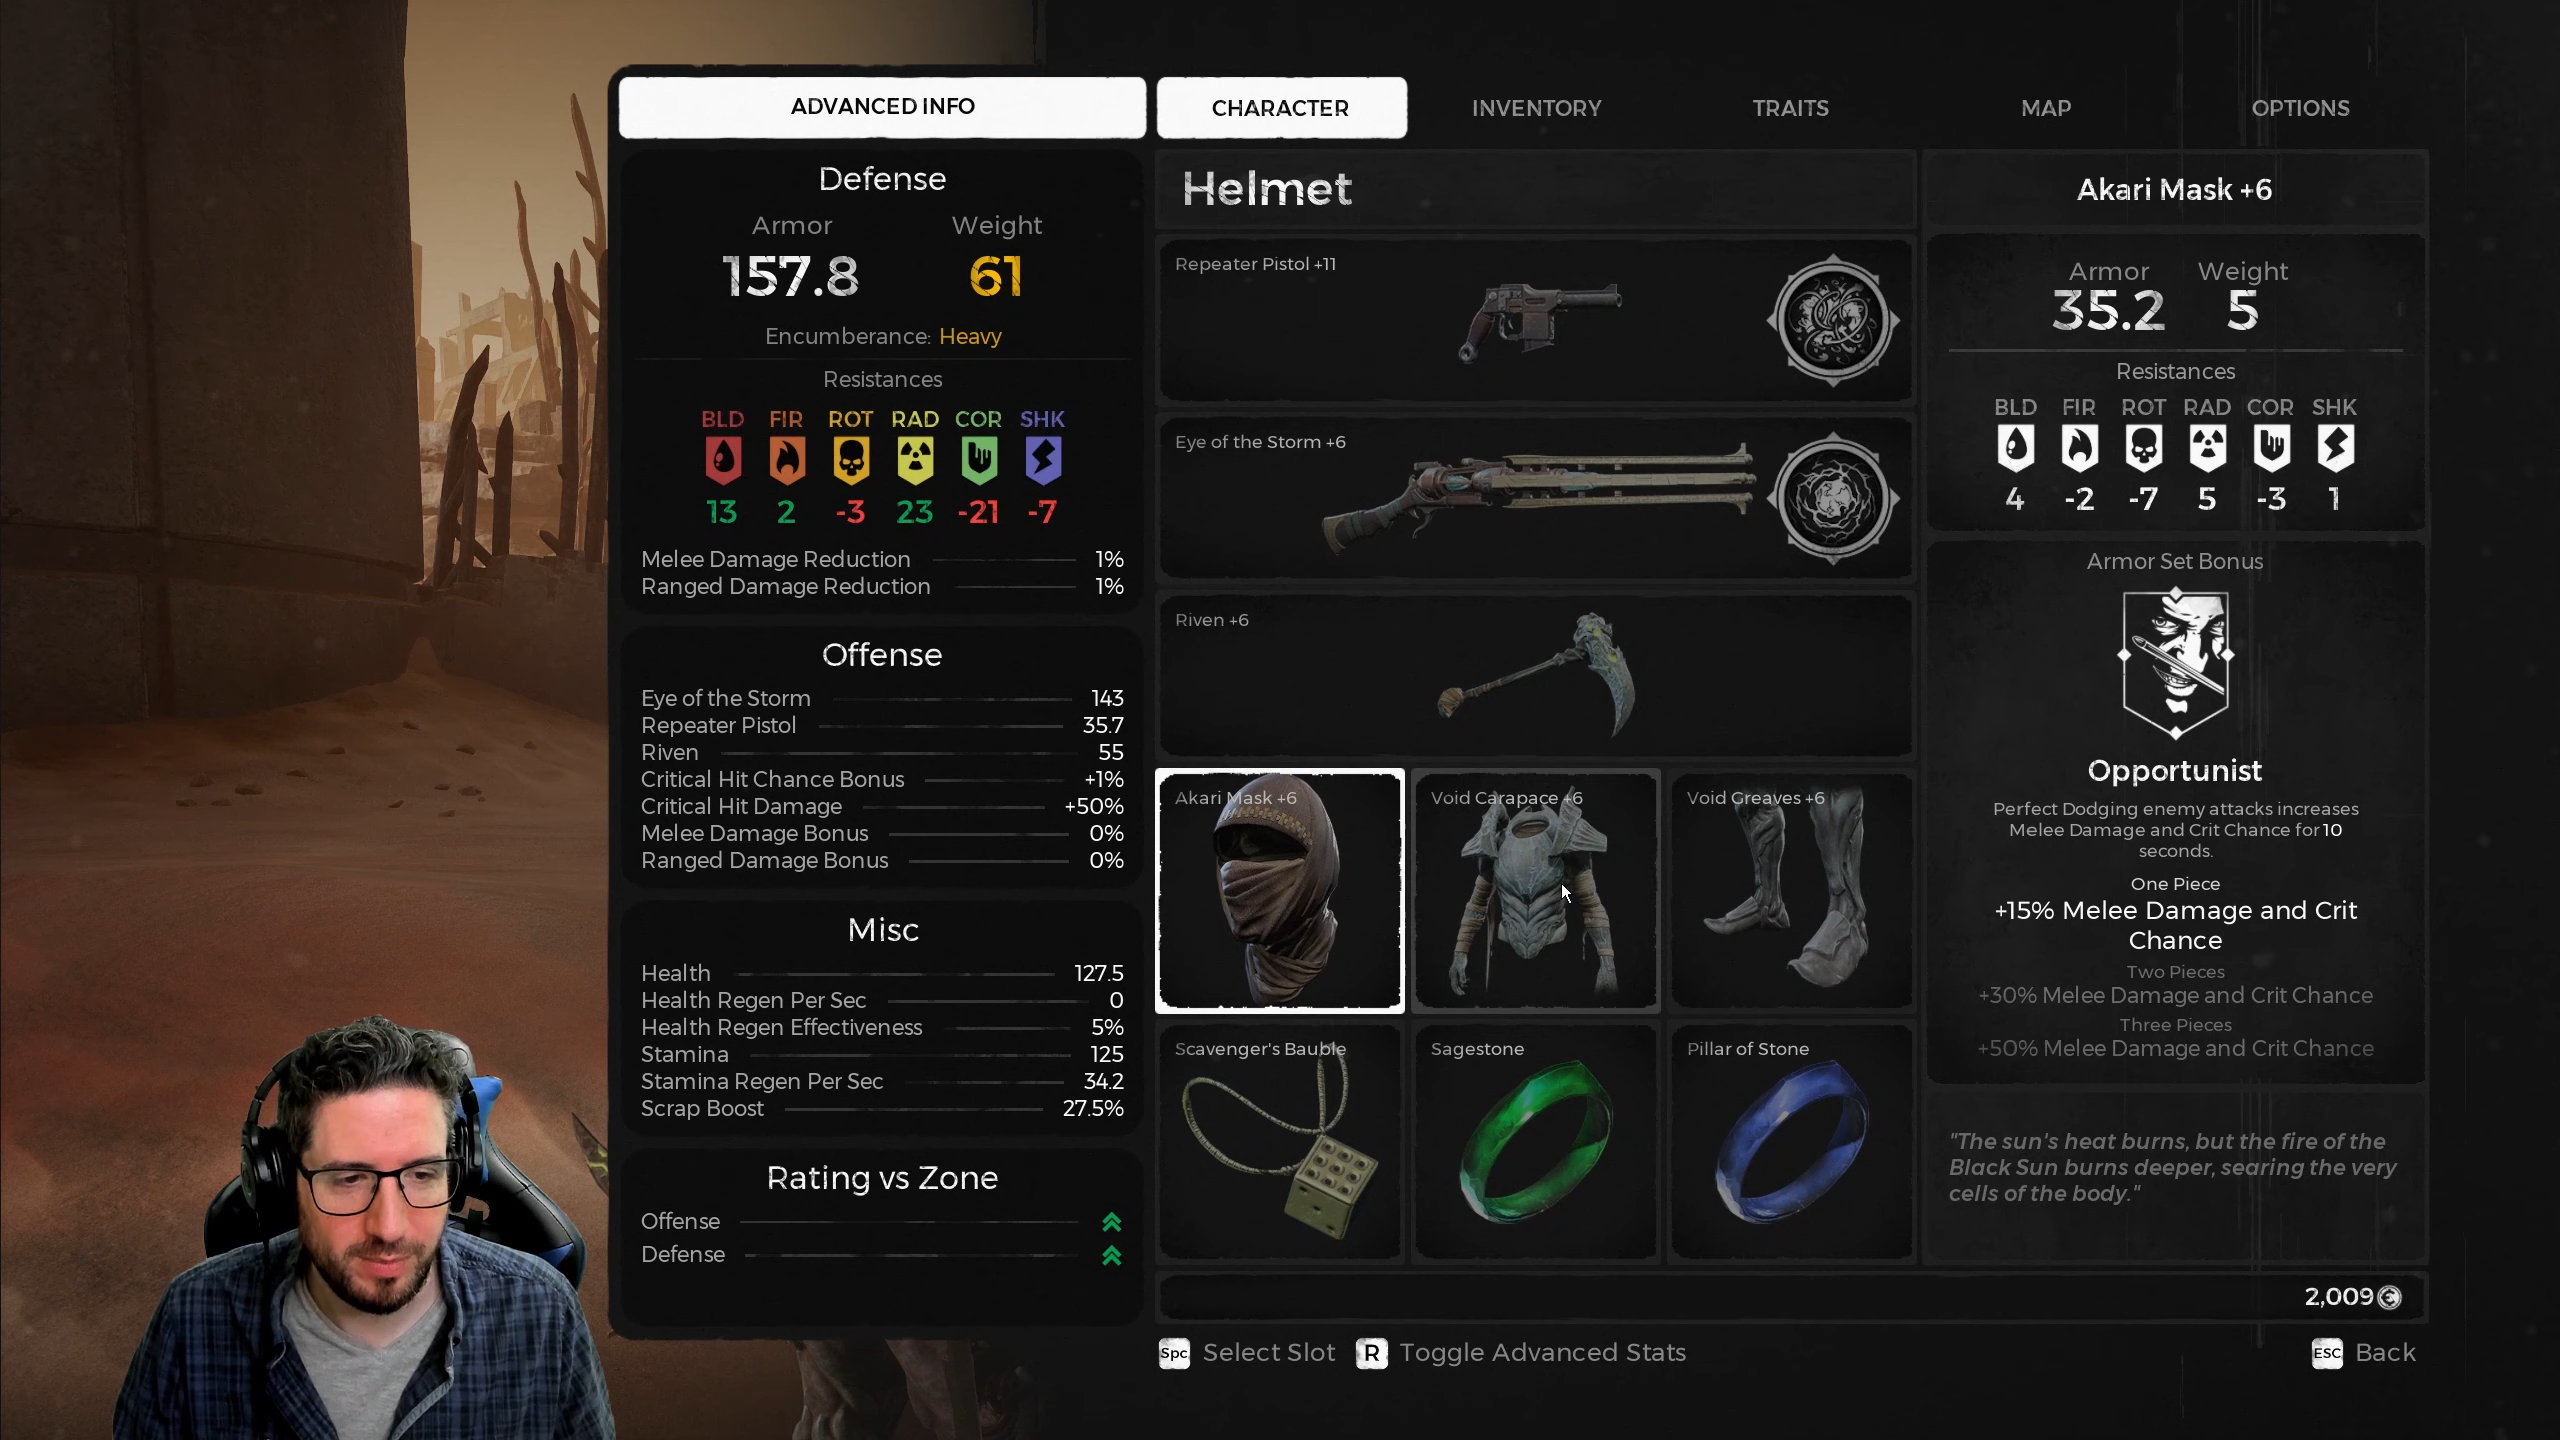 ADVANCED INFO
CHARACTER
INVENTORY
TRAITS
MAP
OPTIONS
Defense
Armor
Weight
157.8
61
Encumberance: Heavy
Resistances
BLD FIR ROT RAD COR SHK
13 2 -3 23 -21 -7
Melee Damage Reduction 1%
Ranged Damage Reduction 1%
Offense
Eye of the Storm 143
Repeater Pistol 35.7
Riven 55
Critical Hit Chance Bonus +1%
Critical Hit Damage +50%
Melee Damage Bonus 0%
Ranged Damage Bonus 0%
Misc
Health 127.5
Health Regen Per Sec 0
Health Regen Effectiveness 5%
Stamina 125
Stamina Regen Per Sec 34.2
Scrap Boost 27.5%
Rating vs Zone
Offense
Defense
Helmet
Repeater Pistol +11
Eye of the Storm +6
Riven +6
Akari Mask +6
Void Carapace +6
Void Greaves +6
Scavenger's Bauble
Sagestone
Pillar of Stone
Akari Mask +6
Armor Weight
35.2 5
Resistances
BLD FIR ROT RAD COR SHK
4 -2 -7 5 -3 1
Armor Set Bonus
Opportunist
Perfect Dodging enemy attacks increases
Melee Damage and Crit Chance for 10
seconds.
One Piece
+15% Melee Damage and Crit
Chance
Two Pieces
+30% Melee Damage and Crit Chance
Three Pieces
+50% Melee Damage and Crit Chance
"The sun's heat burns, but the fire of the
Black Sun burns deeper, searing the very
cells of the body."
2,009
Spc Select Slot
R Toggle Advanced Stats
ESC Back